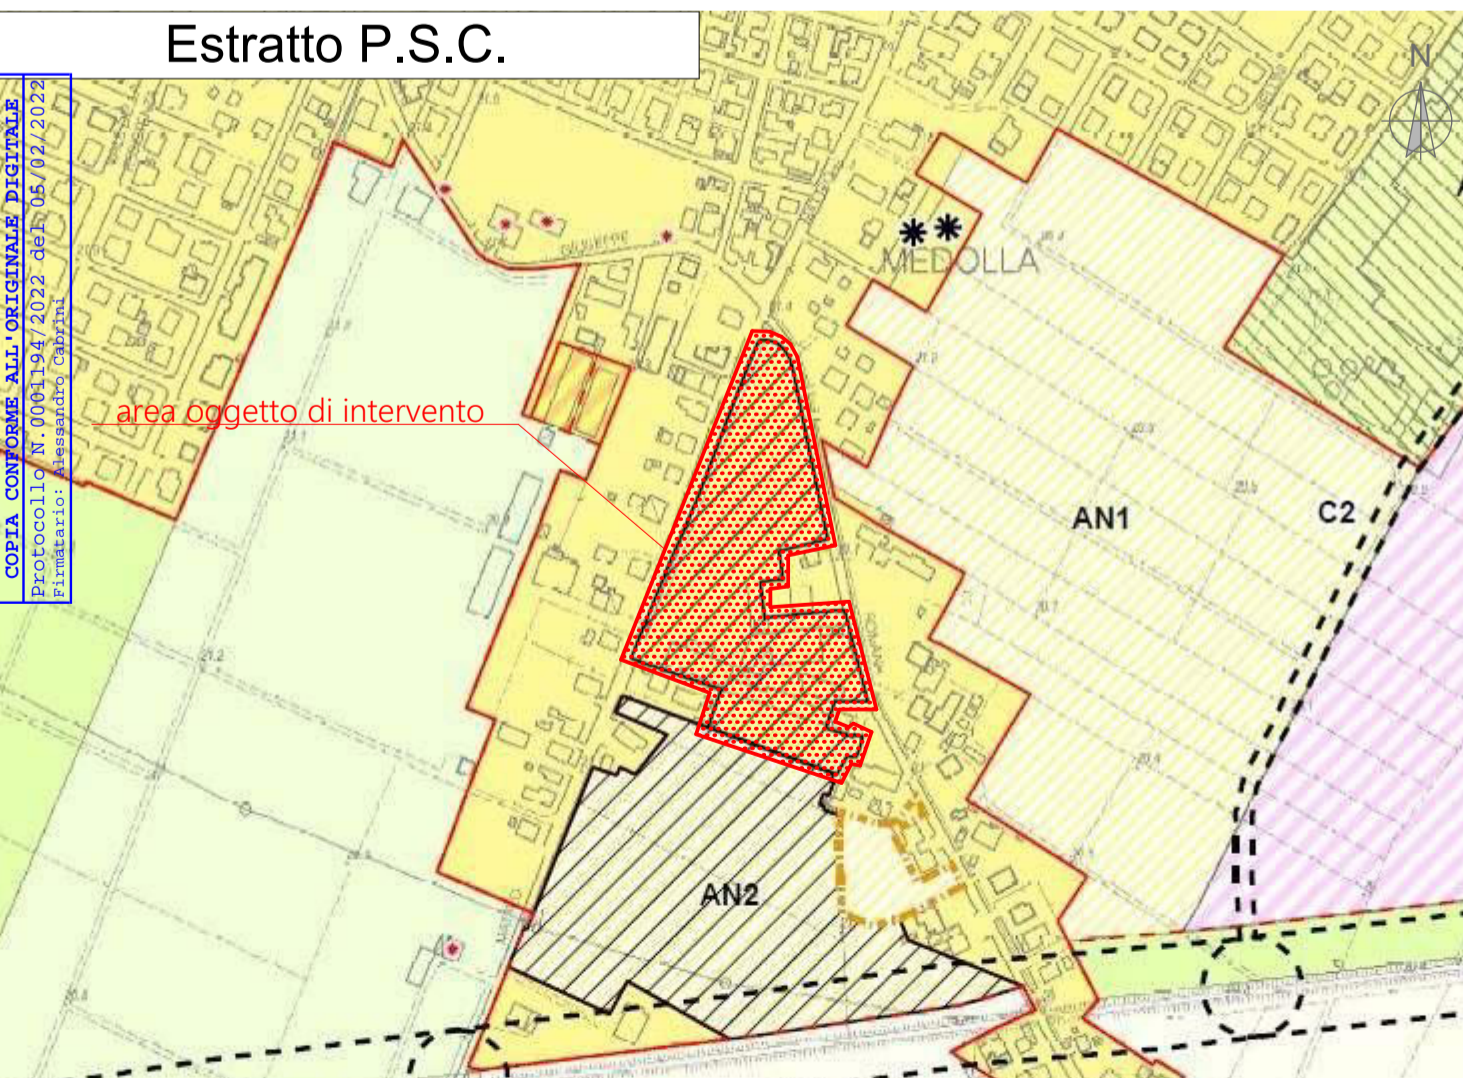 Estratto P.S.C.
COPIA CONFORME ALL'ORIGINALE DIGITALE
Protocollo N.0001194/2022 del 05/02/2022
Firmatario: Alessandro Cabrini
N
MEDOLLA
area oggetto di intervento
AN1
C2
AN2